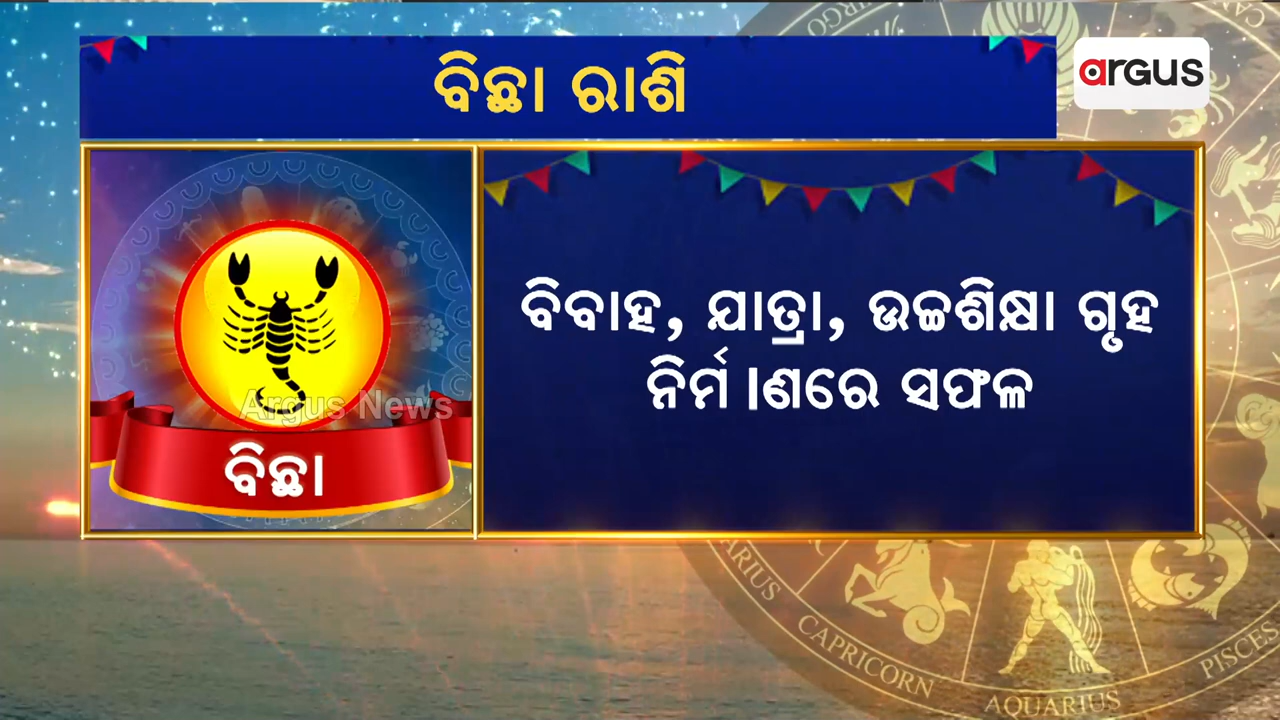 ବିଛା ରାଶି
argus
ବିବାହ, ଯାତ୍ରା, ଉଚ୍ଚଶିକ୍ଷା ଗୃହ
ନିର୍ମାଣରେ ସଫଳ
Argus News
ବିଛା
CAPRICORN
AQUARIUS
PISCES